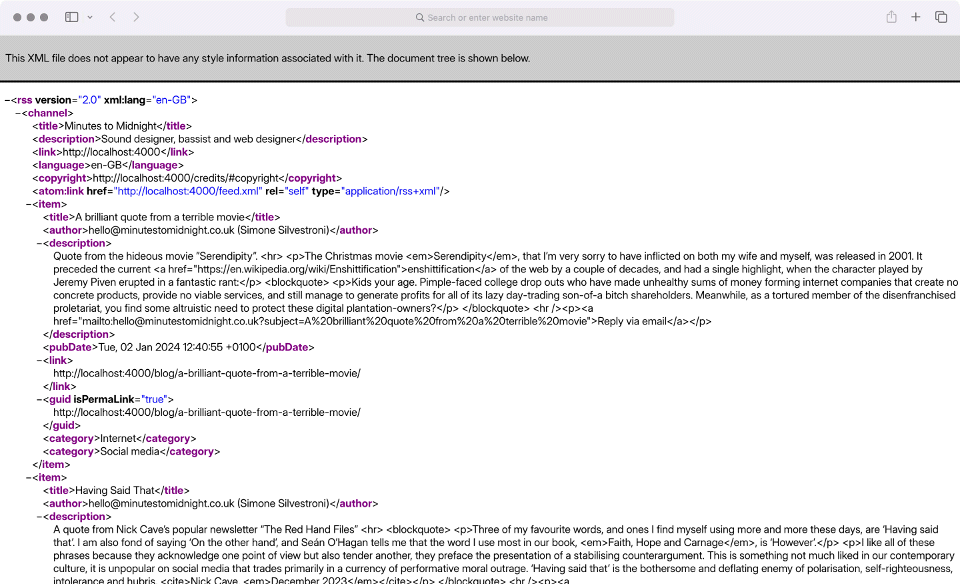 Search or enter website name
This XML file does not appear to have any style information associated with it. The document tree is shown below.
−<rss version="2.0" xml:lang="en-GB">
−<channel>
<title>Minutes to Midnight</title>
<description>Sound designer, bassist and web designer</description>
<link>http://localhost:4000</link>
<language>en-GB</language>
<copyright>http://localhost:4000/credits/#copyright</copyright>
<atom:link href="http://localhost:4000/feed.xml" rel="self" type="application/rss+xml"/>
−<item>
<title>A brilliant quote from a terrible movie</title>
<author>hello@minutestomidnight.co.uk (Simone Silvestroni)</author>
−<description>
Quote from the hideous movie “Serendipity”. <hr> <p>The Christmas movie <em>Serendipity</em>, that I’m very sorry to have inflicted on both my wife and myself, was released in 2001. It
preceded the current <a href="https://en.wikipedia.org/wiki/Enshittification">enshittification</a> of the web by a couple of decades, and had a single highlight, when the character played by
Jeremy Piven erupted in a fantastic rant:</p> <blockquote> <p>Kids your age. Pimple-faced college drop outs who have made unhealthy sums of money forming internet companies that create no
concrete products, provide no viable services, and still manage to generate profits for all of its lazy day-trading son-of-a bitch shareholders. Meanwhile, as a tortured member of the disenfranchised
proletariat, you find some altruistic need to protect these digital plantation-owners?</p> </blockquote> <hr /><p><a
href="mailto:hello@minutestomidnight.co.uk?subject=A%20brilliant%20quote%20from%20a%20terrible%20movie">Reply via email</a></p>
</description>
<pubDate>Tue, 02 Jan 2024 12:40:55 +0100</pubDate>
−<link>
http://localhost:4000/blog/a-brilliant-quote-from-a-terrible-movie/
</link>
−<guid isPermaLink="true">
http://localhost:4000/blog/a-brilliant-quote-from-a-terrible-movie/
</guid>
<category>Internet</category>
<category>Social media</category>
</item>
−<item>
<title>Having Said That</title>
<author>hello@minutestomidnight.co.uk (Simone Silvestroni)</author>
−<description>
A quote from Nick Cave’s popular newsletter “The Red Hand Files” <hr> <blockquote> <p>Three of my favourite words, and ones I find myself using more and more these days, are ‘Having said
that’. I am also fond of saying ‘On the other hand’, and Seán O’Hagan tells me that the word I use most in our book, <em>Faith, Hope and Carnage</em>, is ‘However’.</p> <p>I like all of these
phrases because they acknowledge one point of view but also tender another, they preface the presentation of a stabilising counterargument. This is something not much liked in our contemporary
culture, it is unpopular on social media that trades primarily in a currency of performative moral outrage. ‘Having said that’ is the bothersome and deflating enemy of polarisation, self-righteousness,
intolerance and hubris. <cite>Nick Cave, <em>December 2023</em></cite></p> </blockquote> <hr /><p><a